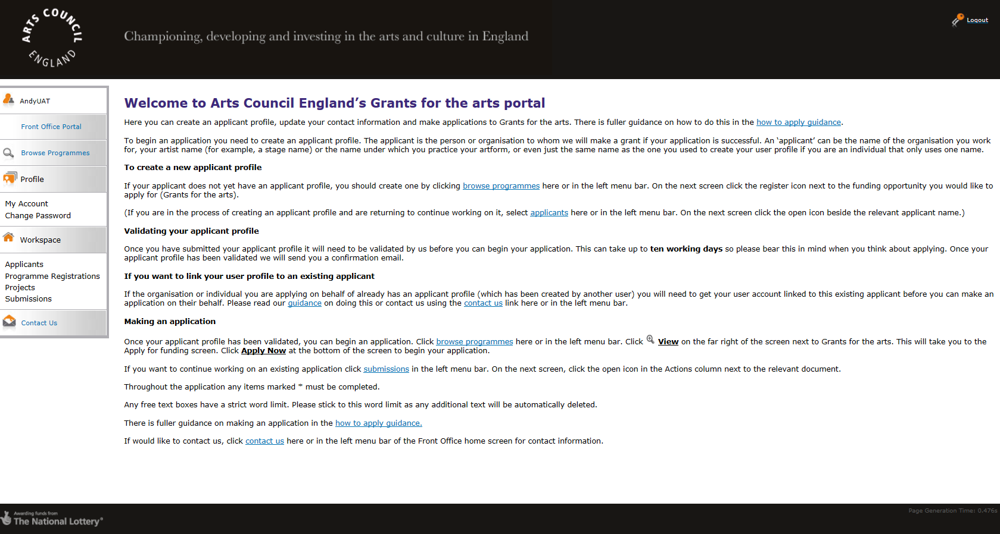 ARTS COUNCIL ENGLAND
Championing, developing and investing in the arts and culture in England
Logout
AndyUAT
Front Office Portal
Browse Programmes
Profile
My Account
Change Password
Workspace
Applicants
Programme Registrations
Projects
Submissions
Contact Us
Welcome to Arts Council England’s Grants for the arts portal
Here you can create an applicant profile, update your contact information and make applications to Grants for the arts. There is fuller guidance on how to do this in the how to apply guidance.
To begin an application you need to create an applicant profile. The applicant is the person or organisation to whom we will make a grant if your application is successful. An ‘applicant’ can be the name of the organisation you work
for, your artist name (for example, a stage name) or the name under which you practice your artform, or even just the same name as the one you used to create your user profile if you are an individual that only uses one name.
To create a new applicant profile
If your applicant does not yet have an applicant profile, you should create one by clicking browse programmes here or in the left menu bar. On the next screen click the register icon next to the funding opportunity you would like to
apply for (Grants for the arts).
(If you are in the process of creating an applicant profile and are returning to continue working on it, select applicants here or in the left menu bar. On the next screen click the open icon beside the relevant applicant name.)
Validating your applicant profile
Once you have submitted your applicant profile it will need to be validated by us before you can begin your application. This can take up to ten working days so please bear this in mind when you think about applying. Once your
applicant profile has been validated we will send you a confirmation email.
If you want to link your user profile to an existing applicant
If the organisation or individual you are applying on behalf of already has an applicant profile (which has been created by another user) you will need to get your user account linked to this existing applicant before you can make an
application on their behalf. Please read our guidance on doing this or contact us using the contact us link here or in the left menu bar.
Making an application
Once your applicant profile has been validated, you can begin an application. Click browse programmes here or in the left menu bar. Click View on the far right of the screen next to Grants for the arts. This will take you to the
Apply for funding screen. Click Apply Now at the bottom of the screen to begin your application.
If you want to continue working on an existing application click submissions in the left menu bar. On the next screen, click the open icon in the Actions column next to the relevant document.
Throughout the application any items marked * must be completed.
Any free text boxes have a strict word limit. Please stick to this word limit as any additional text will be automatically deleted.
There is fuller guidance on making an application in the how to apply guidance.
If would like to contact us, click contact us here or in the left menu bar of the Front Office home screen for contact information.
Awarding funds from
The National Lottery®
Page Generation Time: 0.476s